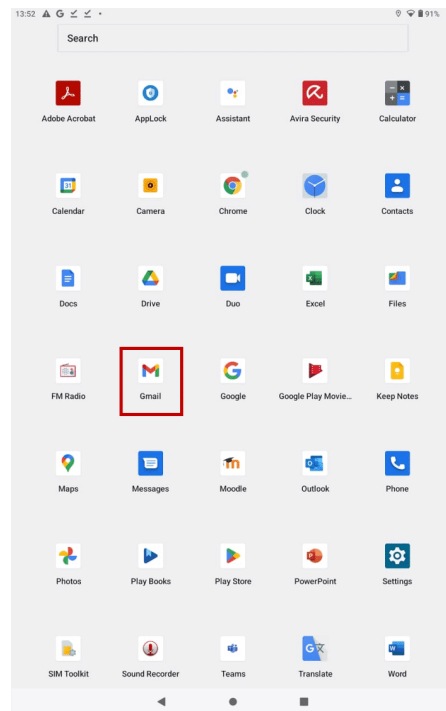 13:52 91%
Search
Adobe Acrobat AppLock Assistant Avira Security Calculator
31
Calendar Camera Chrome Clock Contacts
Docs Drive Duo Excel Files
FM Radio Gmail Google Google Play Movie... Keep Notes
Maps Messages Moodle Outlook Phone
Photos Play Books Play Store PowerPoint Settings
SIM Toolkit Sound Recorder Teams Translate Word